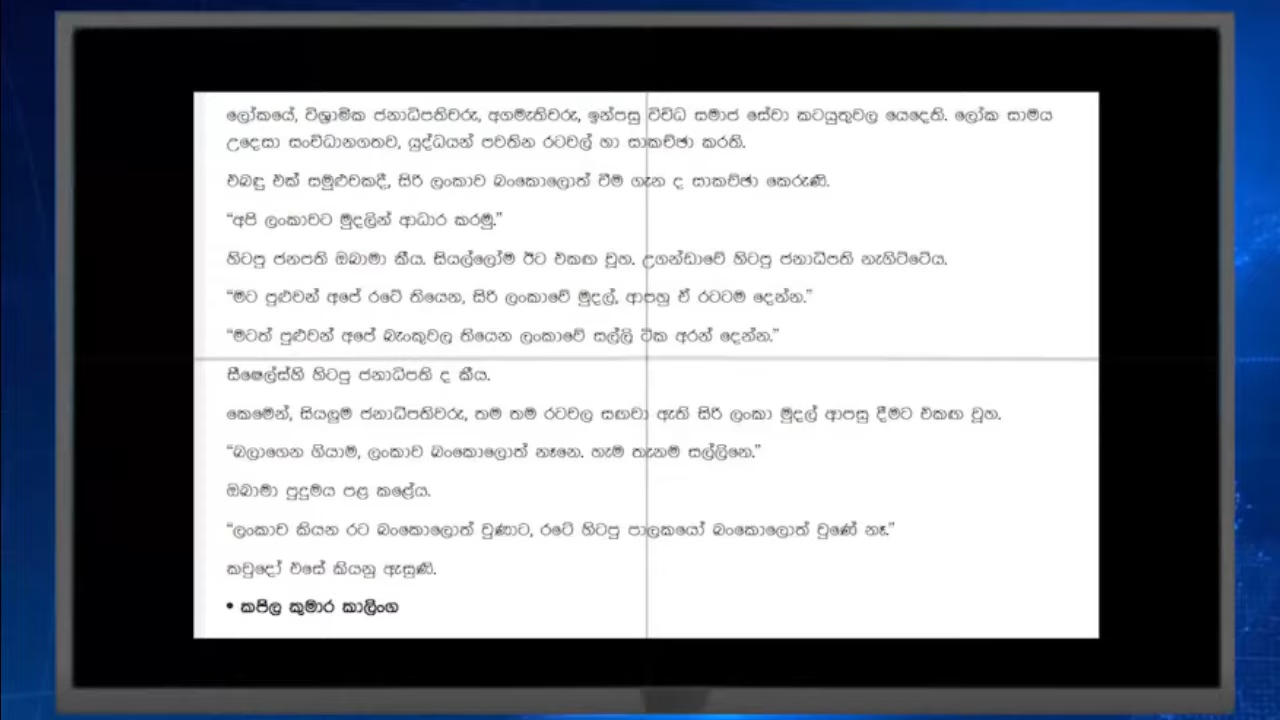 ලෝකයේ, විශ්‍රාමික ජනාධිපතිවරු, අගමැතිවරු, ඉන්පසු විවිධ සමාජ සේවා කටයුතුවල යෙදෙති. ලෝක සාමය
උදෙසා සංවිධානගතව, යුද්ධයන් පවතින රටවල් හා සාකච්ඡා කරති.
එබඳු එක් සමුළුවකදී, සිරි ලංකාව බංකොලොත් වීම ගැන ද සාකච්ඡා කෙරුණි.
“අපි ලංකාවට මුදලින් ආධාර කරමු.”
හිටපු ජනපති ඔබාමා කීය. සියල්ලෝම ඊට එකඟ වූහ. උගන්ඩාවේ හිටපු ජනාධිපති නැගිට්ටේය.
“මට පුළුවන් අපේ රටේ තියෙන, සිරි ලංකාවේ මුදල්, ආපහු ඒ රටටම දෙන්න.”
“මටත් පුළුවන් අපේ බැංකුවල තියෙන ලංකාවේ සල්ලි ටික අරන් දෙන්න.”
සීෂෙල්ස්හි හිටපු ජනාධිපති ද කීය.
කෙමෙන්, සියලුම ජනාධිපතිවරු, තම තම රටවල සඟවා ඇති සිරි ලංකා මුදල් ආපසු දීමට එකඟ වූහ.
“බලාගෙන ගියාම, ලංකාව බංකොලොත් නෑනෙ. හැම තැනම සල්ලිනෙ.”
ඔබාමා පුදුමය පළ කළේය.
“ලංකාව කියන රට බංකොලොත් වුණාට, රටේ හිටපු පාලකයෝ බංකොලොත් වුණේ නෑ.”
කවුදෝ එසේ කියනු ඇසුණි.
• කපිල කුමාර කාලිංග